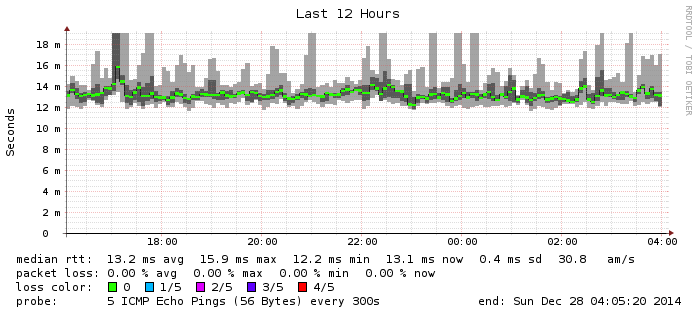 Last 12 Hours
RRDTOOL / TOBI OETIKER
Seconds
18 m
16 m
14 m
12 m
10 m
8 m
6 m
4 m
2 m
0
18:00 20:00 22:00 00:00 02:00 04:00
median rtt: 13.2 ms avg 15.9 ms max 12.2 ms min 13.1 ms now 0.4 ms sd 30.8 am/s
packet loss: 0.00 % avg 0.00 % max 0.00 % min 0.00 % now
loss color: 0 1/5 2/5 3/5 4/5
probe: 5 ICMP Echo Pings (56 Bytes) every 300s end: Sun Dec 28 04:05:20 2014